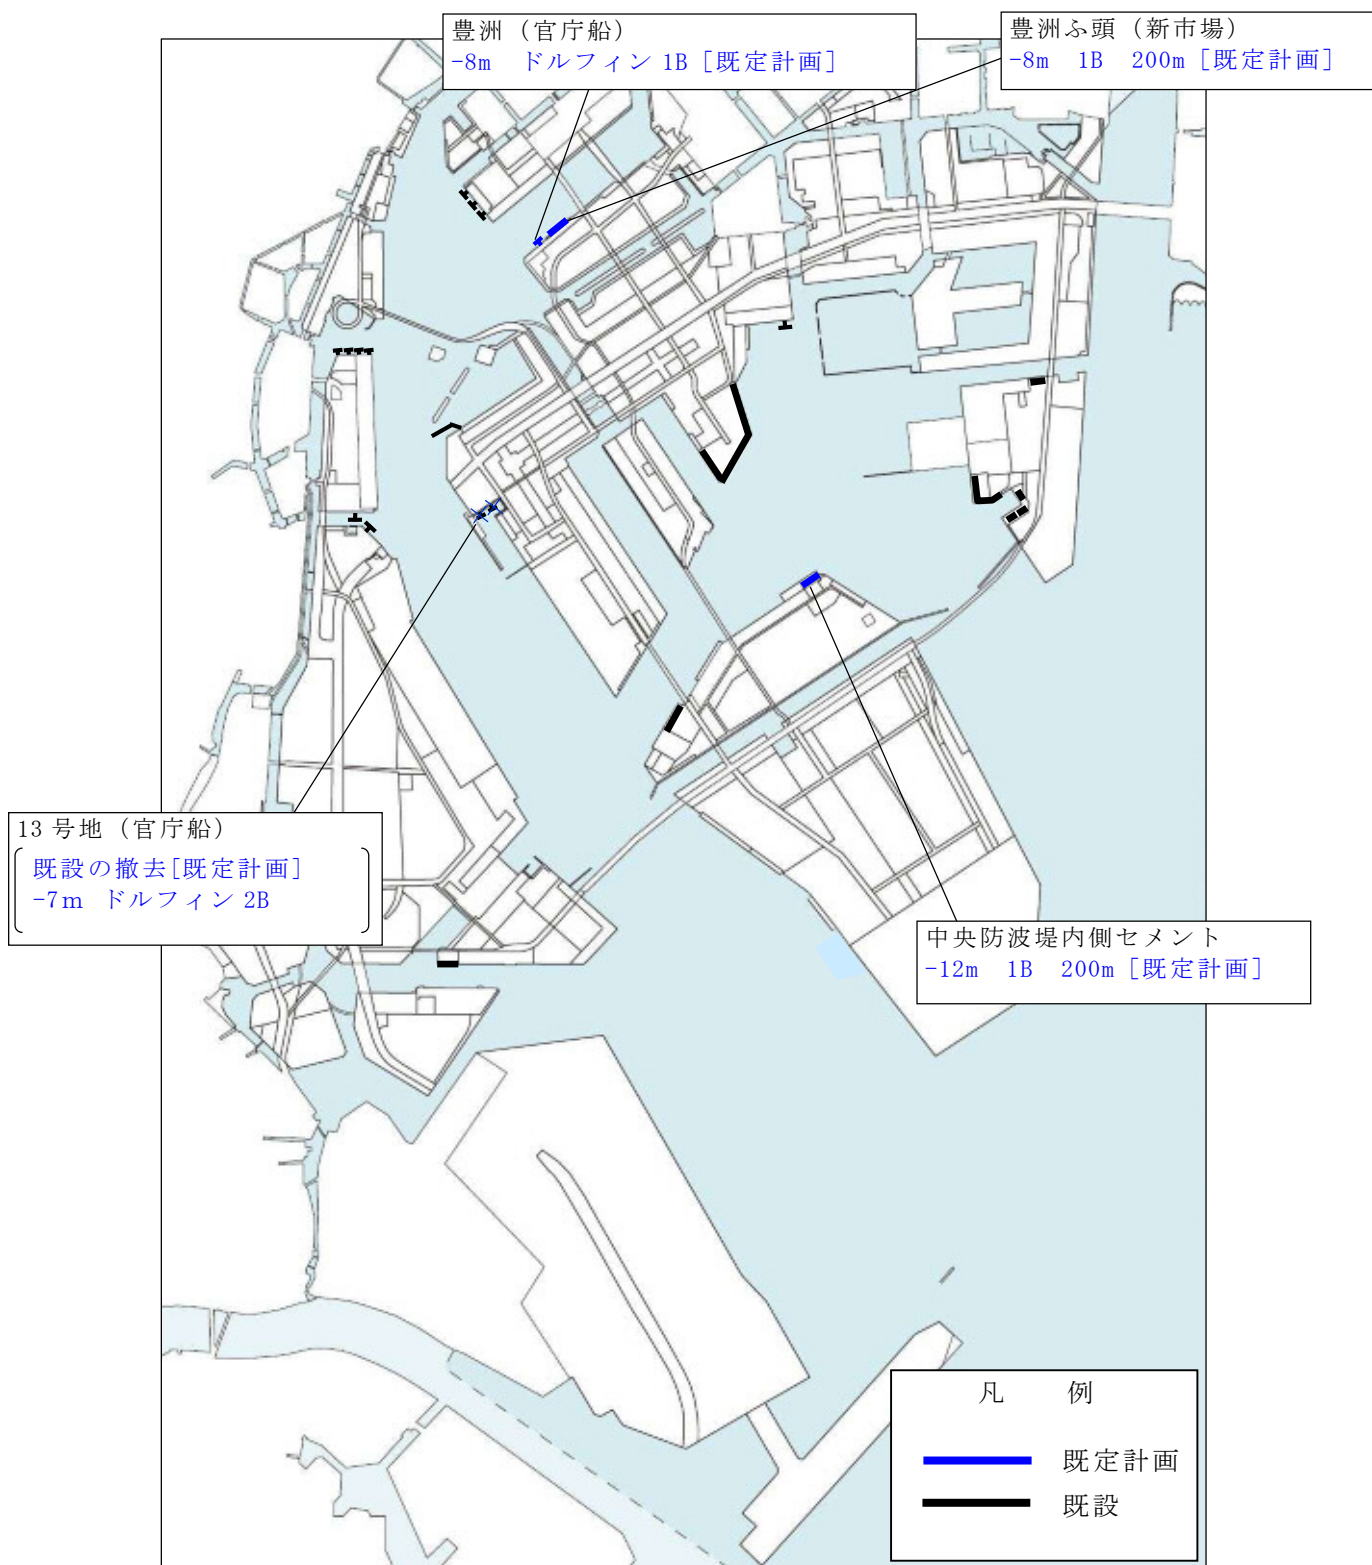 豊洲（官庁船）
-8m　ドルフィン 1B［既定計画］
豊洲ふ頭（新市場）
-8m　1B　200m［既定計画］
13 号地（官庁船）
既設の撤去[既定計画]
-7m　ドルフィン 2B
中央防波堤内側セメント
-12m　1B　200m［既定計画］
凡　例
既定計画
既設